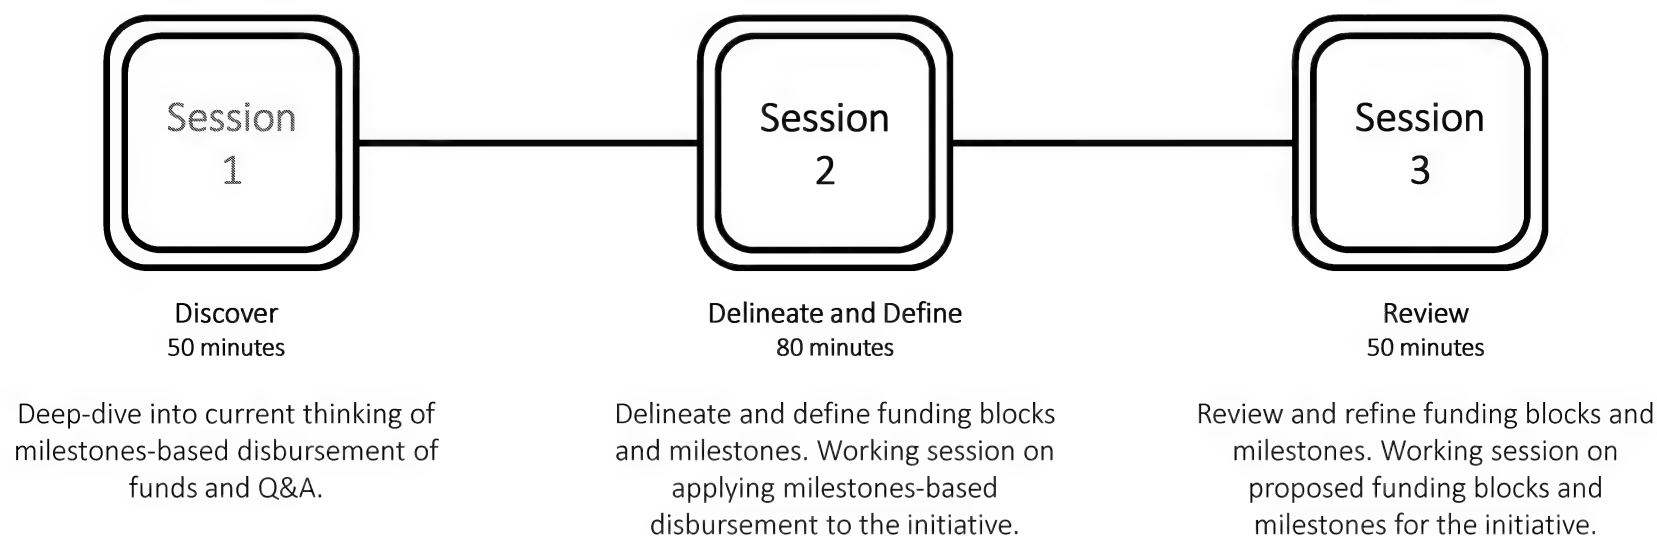 Session
1
Session
2
Session
3
Discover
50 minutes
Delineate and Define
80 minutes
Review
50 minutes
Deep-dive into current thinking of
milestones-based disbursement of
funds and Q&A.
Delineate and define funding blocks
and milestones. Working session on
applying milestones-based
disbursement to the initiative.
Review and refine funding blocks and
milestones. Working session on
proposed funding blocks and
milestones for the initiative.